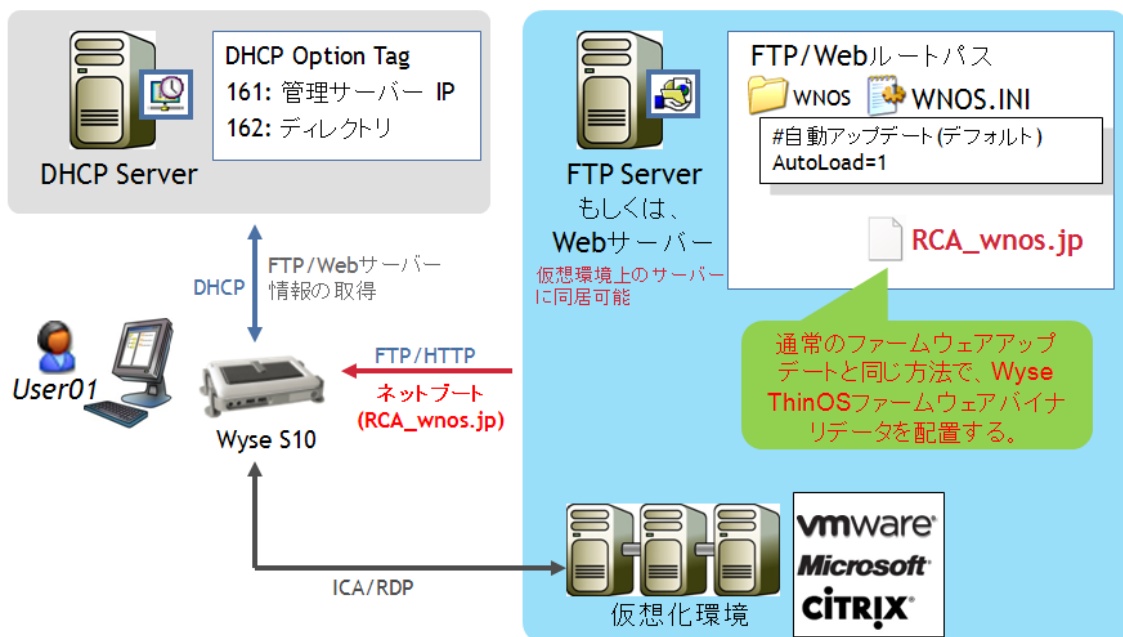 DHCP Option Tag
161: 管理サーバー IP
162: ディレクトリ
DHCP Server
FTP/Webルートパス
WNOS
WNOS.INI
#自動アップデート(デフォルト)
AutoLoad=1
RCA_wnos.jp
FTP Server
もしくは、
Webサーバー
仮想環境上のサーバー
に同居可能
通常のファームウェアアップ
デートと同じ方法で、Wyse
ThinOSファームウェアバイナ
リデータを配置する。
DHCP
FTP/Webサーバー
情報の取得
User01
Wyse S10
FTP/HTTP
ネットブート
(RCA_wnos.jp)
ICA/RDP
仮想化環境
vmware
Microsoft
CITRIX